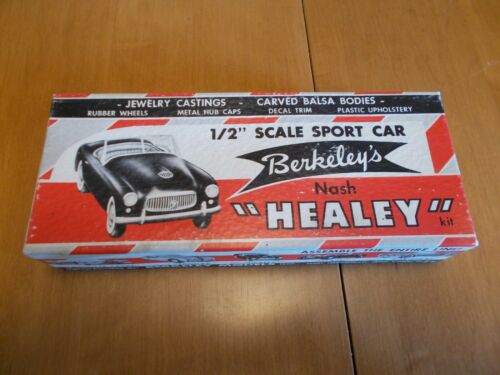 - JEWELRY CASTINGS - CARVED BALSA BODIES -
RUBBER WHEELS METAL HUB CAPS DECAL TRIM PLASTIC UPHOLSTERY
1/2" SCALE SPORT CAR
Berkeley's
Nash
"HEALEY"
kit
ASSEMBLE THE ENTIRE LINE